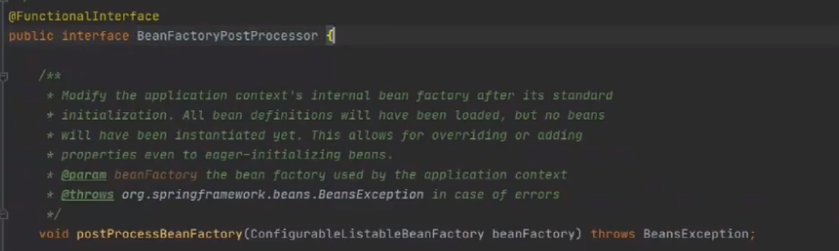 @FunctionalInterface
public interface BeanFactoryPostProcessor {
/**
* Modify the application context's internal bean factory after its standard
* initialization. All bean definitions will have been loaded, but no beans
* will have been instantiated yet. This allows for overriding or adding
* properties even to eager-initializing beans.
* @param beanFactory the bean factory used by the application context
* @throws org.springframework.beans.BeansException in case of errors
*/
void postProcessBeanFactory(ConfigurableListableBeanFactory beanFactory) throws BeansException;